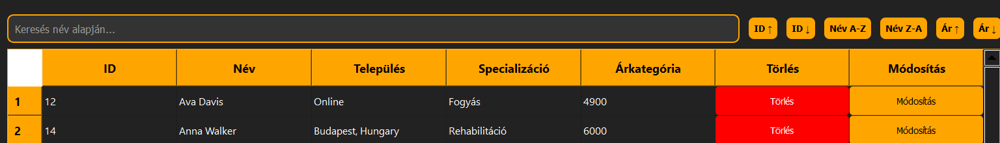 Keresés név alapján... ID ↑ ID ↓ Név A-Z Név Z-A Ár ↑ Ár ↓
ID Név Település Specializáció Árkategória Törlés Módosítás
1 12 Ava Davis Online Fogyás 4900 Törlés Módosítás
2 14 Anna Walker Budapest, Hungary Rehabilitáció 6000 Törlés Módosítás